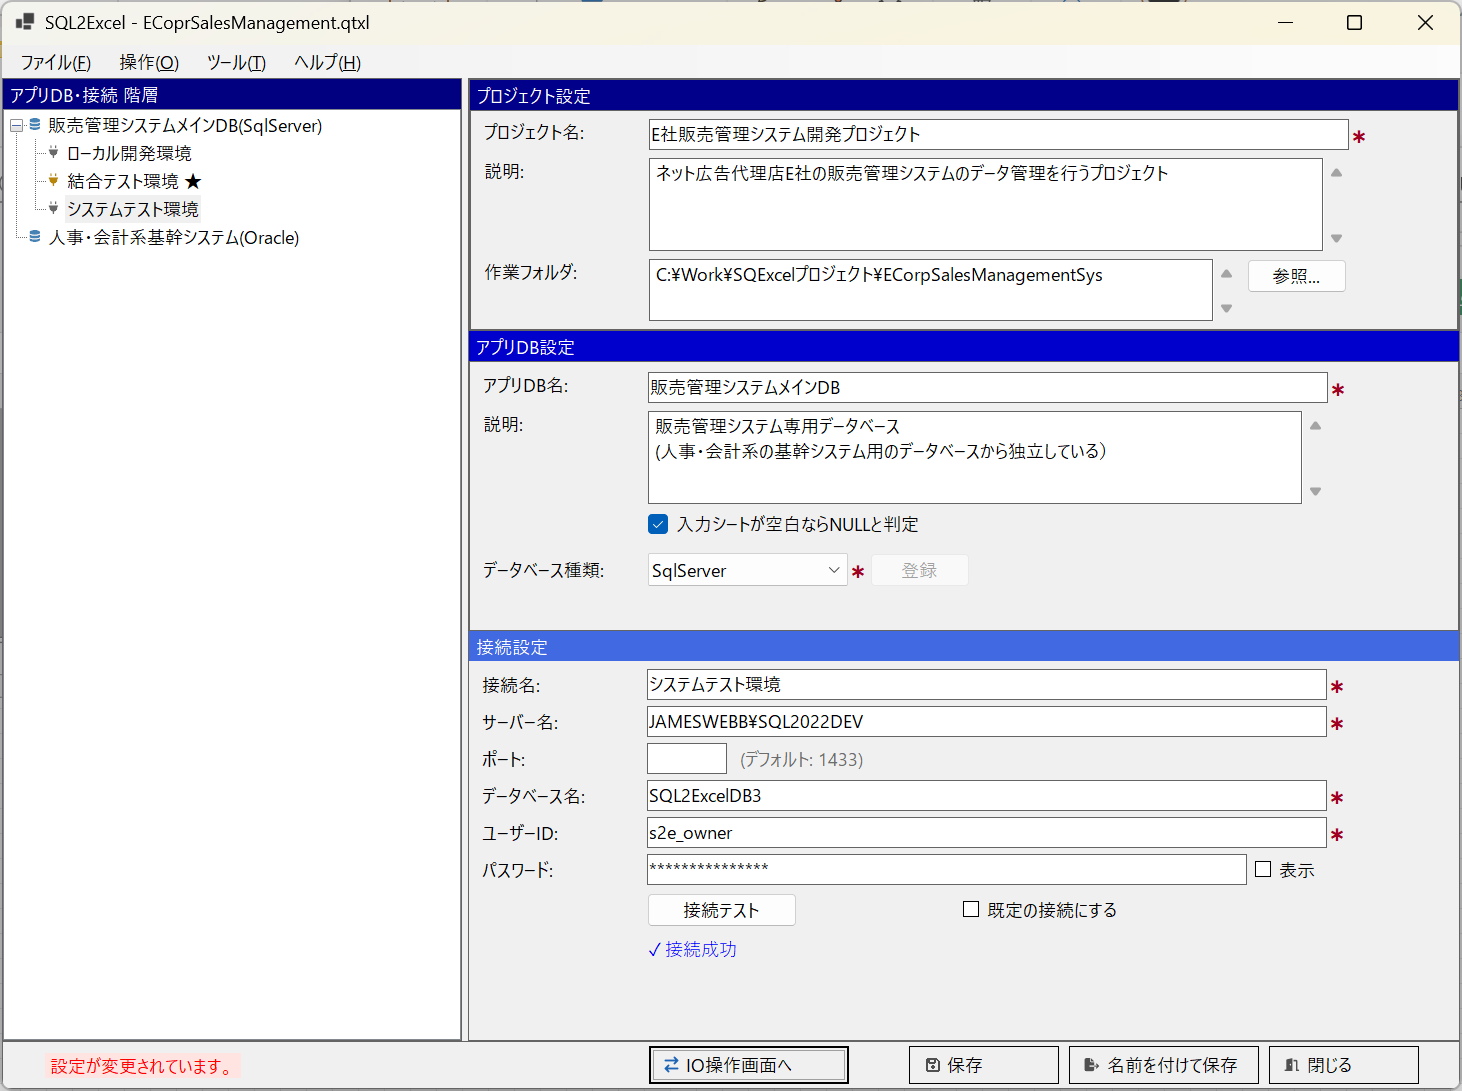 SQL2Excel - ECoprSalesManagement.qtxl
ファイル(F) 操作(O) ツール(T) ヘルプ(H)
アプリDB・接続 階層
販売管理システムメインDB(SqlServer)
ローカル開発環境
結合テスト環境 ★
システムテスト環境
人事・会計系基幹システム(Oracle)
プロジェクト設定
プロジェクト名: E社販売管理システム開発プロジェクト *
説明: ネット広告代理店E社の販売管理システムのデータ管理を行うプロジェクト
作業フォルダ: C:¥Work¥SQExcelプロジェクト¥ECorpSalesManagementSys 参照...
アプリDB設定
アプリDB名: 販売管理システムメインDB *
説明: 販売管理システム専用データベース
(人事・会計系の基幹システム用のデータベースから独立している)
入力シートが空白ならNULLと判定
データベース種類: SqlServer * 登録
接続設定
接続名: システムテスト環境 *
サーバー名: JAMESWEBB¥SQL2022DEV *
ポート: (デフォルト: 1433)
データベース名: SQL2ExcelDB3 *
ユーザーID: s2e_owner *
パスワード: *************** 表示
接続テスト 既定の接続にする
✓接続成功
設定が変更されています。 IO操作画面へ 保存 名前を付けて保存 閉じる